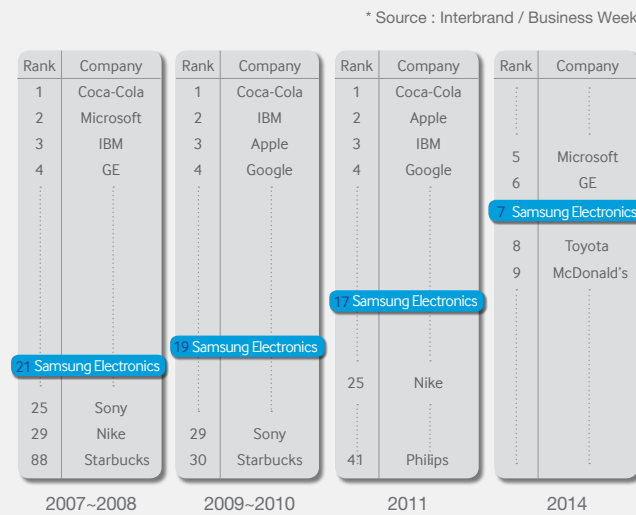 * Source : Interbrand / Business Week
Rank Company
1 Coca-Cola
2 Microsoft
3 IBM
4 GE
21 Samsung Electronics
25 Sony
29 Nike
88 Starbucks
2007~2008
Rank Company
1 Coca-Cola
2 IBM
3 Apple
4 Google
19 Samsung Electronics
29 Sony
30 Starbucks
2009~2010
Rank Company
1 Coca-Cola
2 Apple
3 IBM
4 Google
17 Samsung Electronics
25 Nike
41 Philips
2011
Rank Company
5 Microsoft
6 GE
7 Samsung Electronics
8 Toyota
9 McDonald's
2014